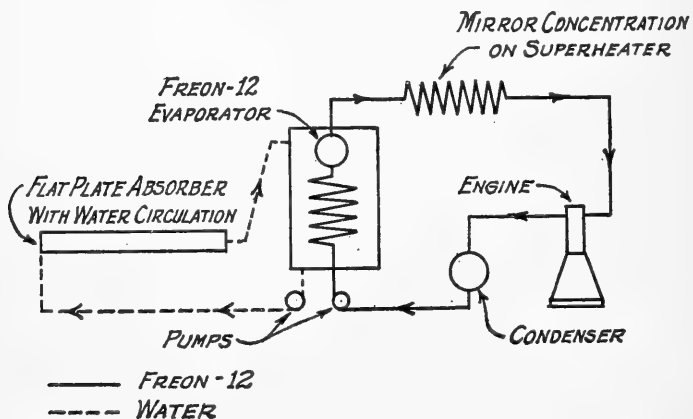 MIRROR CONCENTRATION
ON SUPERHEATER
FREON-12
EVAPORATOR
FLAT PLATE ABSORBER
WITH WATER CIRCULATION
ENGINE
PUMPS
CONDENSER
FREON-12
WATER